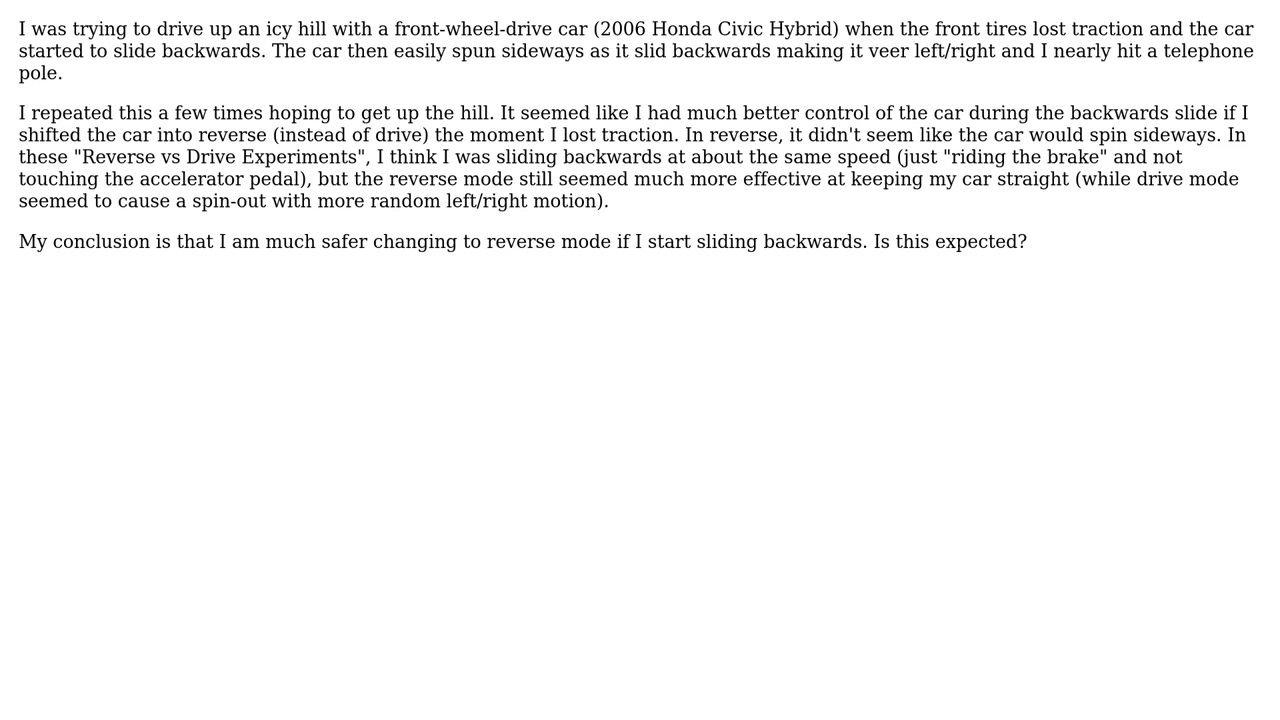 I was trying to drive up an icy hill with a front-wheel-drive car (2006 Honda Civic Hybrid) when the front tires lost traction and the car
started to slide backwards. The car then easily spun sideways as it slid backwards making it veer left/right and I nearly hit a telephone
pole.
I repeated this a few times hoping to get up the hill. It seemed like I had much better control of the car during the backwards slide if I
shifted the car into reverse (instead of drive) the moment I lost traction. In reverse, it didn't seem like the car would spin sideways. In
these "Reverse vs Drive Experiments", I think I was sliding backwards at about the same speed (just "riding the brake" and not
touching the accelerator pedal), but the reverse mode still seemed much more effective at keeping my car straight (while drive mode
seemed to cause a spin-out with more random left/right motion).
My conclusion is that I am much safer changing to reverse mode if I start sliding backwards. Is this expected?